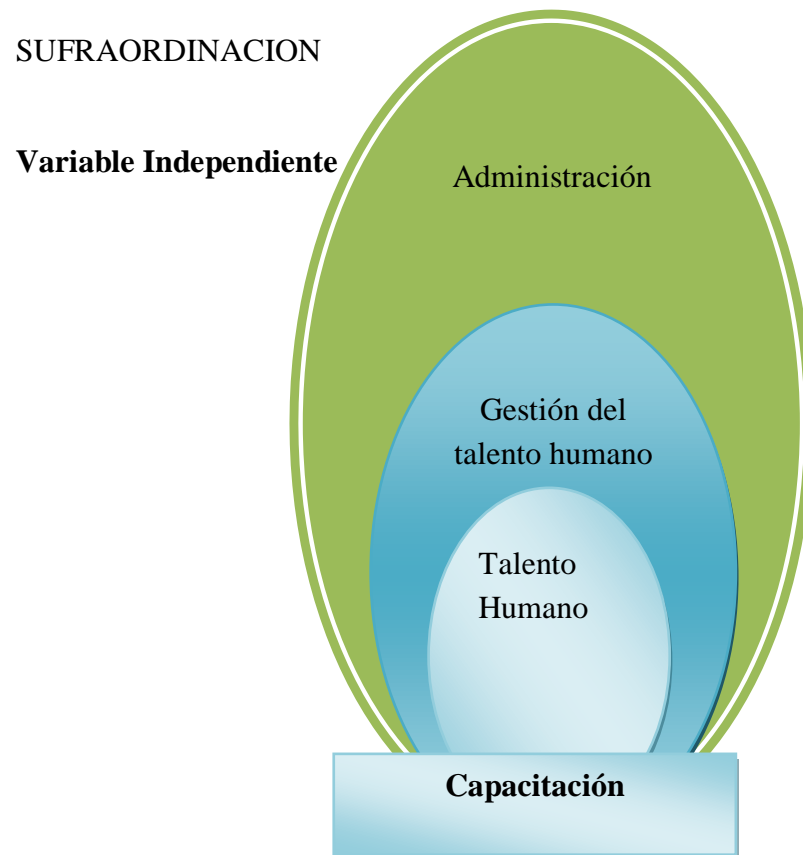 SUFRAORDINACION
Variable Independiente
Administración
Gestión del
talento humano
Talento
Humano
Capacitación